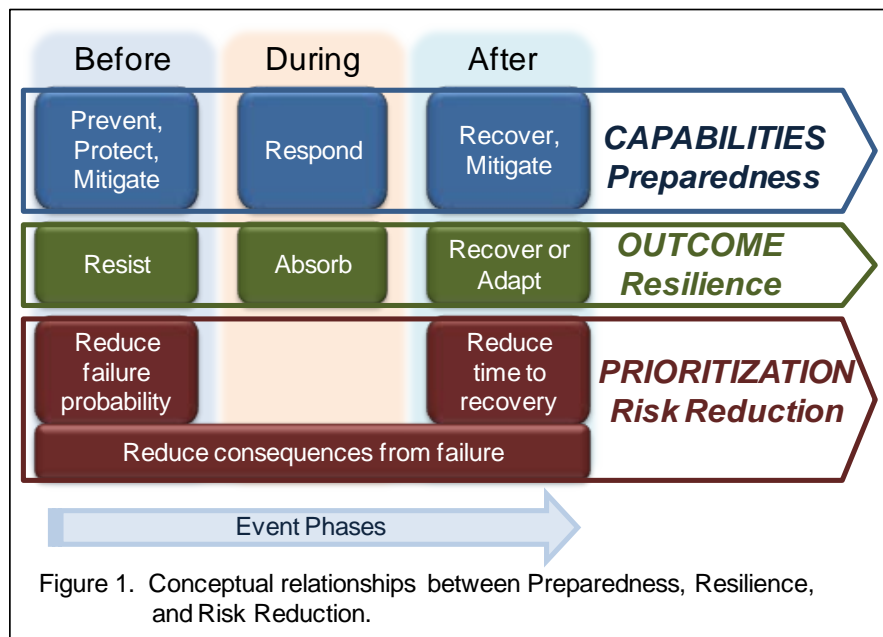 Before
During
After
Prevent,
Protect,
Mitigate
Respond
Recover,
Mitigate
CAPABILITIES
Preparedness
Resist
Absorb
Recover or
Adapt
OUTCOME
Resilience
Reduce
failure
probability
Reduce
time to
recovery
PRIORITIZATION
Risk Reduction
Reduce consequences from failure
Event Phases
Figure 1. Conceptual relationships between Preparedness, Resilience,
and Risk Reduction.